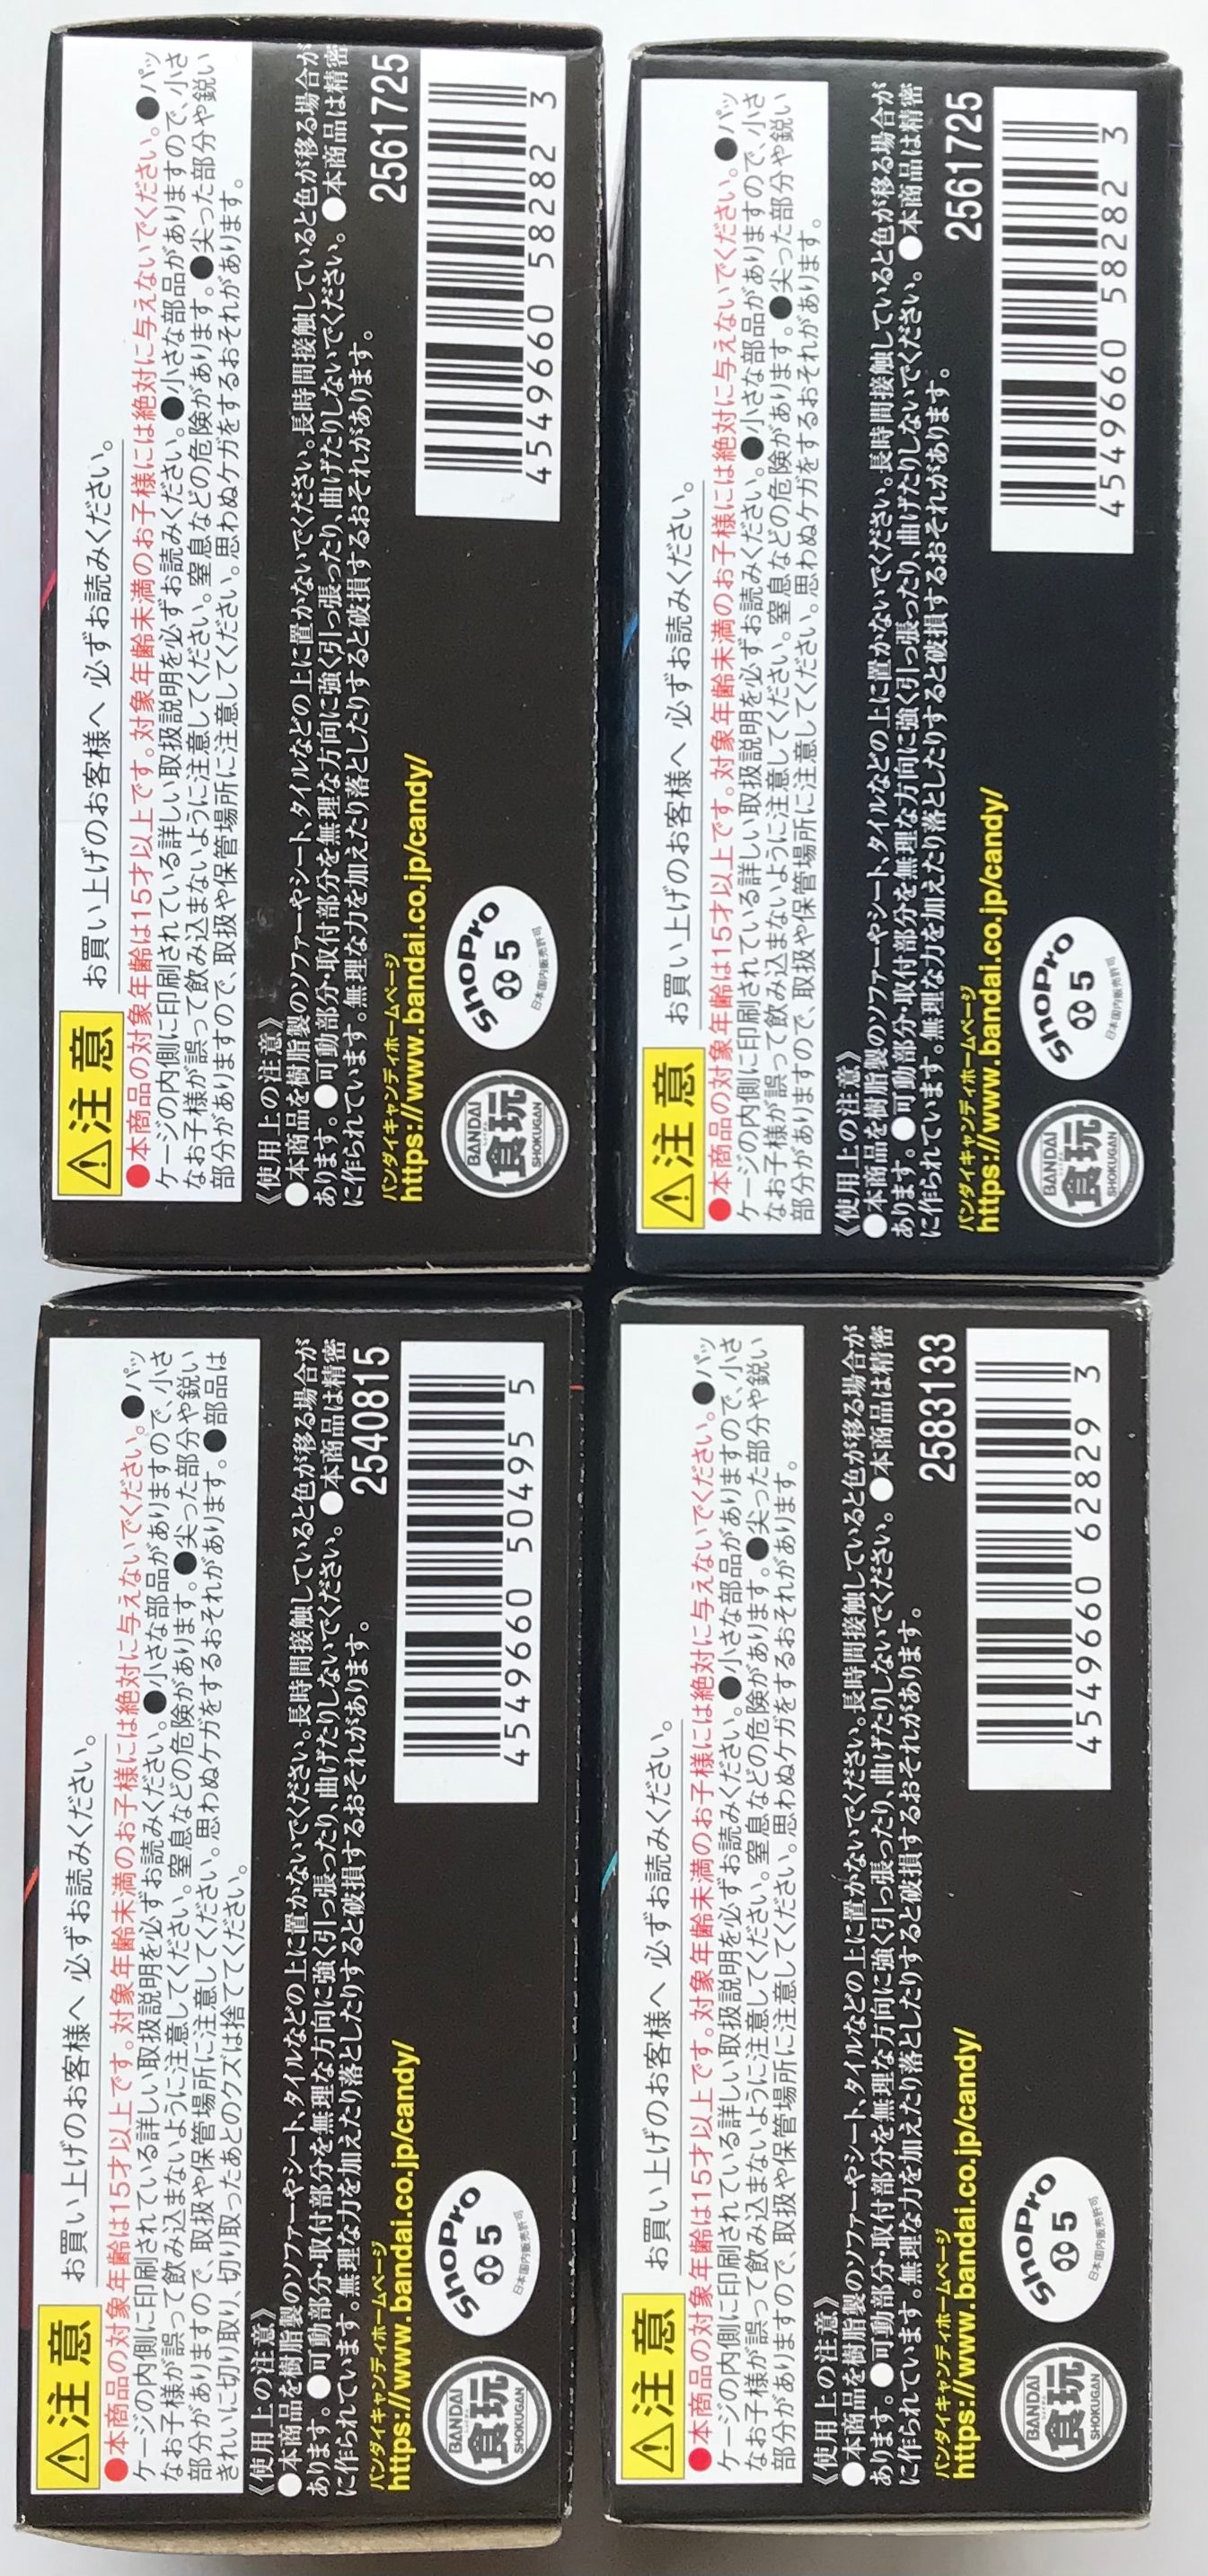 ⚠注意 お買い上げのお客様へ 必ずお読みください。
●本商品の対象年齢は15才以上です。対象年齢未満のお子様には絶対に与えないでください。●パッ
ケージの内側に印刷されている詳しい取扱説明を必ずお読みください。●小さな部品がありますので、小さ
なお子様が誤って飲み込まないように注意してください。窒息などの危険があります。●尖った部分や鋭い
部分がありますので、取扱や保管場所に注意してください。思わぬケガをするおそれがあります。
《使用上の注意》
●本商品を樹脂製のソファーやシート、タイルなどの上に置かないでください。長時間接触していると色が移る場合が
あります。●可動部分・取付部分を無理な方向に強く引っ張ったり、曲げたりしないでください。●本商品は精密
に作られています。無理な力を加えたり落としたりすると破損するおそれがあります。
2561725
バンダイキャンディホームページ
https://www.bandai.co.jp/candy/
BANDAI
食玩
SHOKUGAN
ShoPro
5
日本国内販売許可
4549660 58282 3
⚠注意 お買い上げのお客様へ 必ずお読みください。
●本商品の対象年齢は15才以上です。対象年齢未満のお子様には絶対に与えないでください。●パッ
ケージの内側に印刷されている詳しい取扱説明を必ずお読みください。●小さな部品がありますので、小さ
なお子様が誤って飲み込まないように注意してください。窒息などの危険があります。●尖った部分や鋭い
部分がありますので、取扱や保管場所に注意してください。思わぬケガをするおそれがあります。
《使用上の注意》
●本商品を樹脂製のソファーやシート、タイルなどの上に置かないでください。長時間接触していると色が移る場合が
あります。●可動部分・取付部分を無理な方向に強く引っ張ったり、曲げたりしないでください。●本商品は精密
に作られています。無理な力を加えたり落としたりすると破損するおそれがあります。
2561725
バンダイキャンディホームページ
https://www.bandai.co.jp/candy/
BANDAI
食玩
SHOKUGAN
ShoPro
5
日本国内販売許可
4549660 58282 3
⚠注意 お買い上げのお客様へ 必ずお読みください。
●本商品の対象年齢は15才以上です。対象年齢未満のお子様には絶対に与えないでください。●パッ
ケージの内側に印刷されている詳しい取扱説明を必ずお読みください。●小さな部品がありますので、小さ
なお子様が誤って飲み込まないように注意してください。窒息などの危険があります。●尖った部分や鋭い
部分がありますので、取扱や保管場所に注意してください。思わぬケガをするおそれがあります。●部品は
きれいに切り取り、切り取ったあとのクズは捨ててください。
《使用上の注意》
●本商品を樹脂製のソファーやシート、タイルなどの上に置かないでください。長時間接触していると色が移る場合が
あります。●可動部分・取付部分を無理な方向に強く引っ張ったり、曲げたりしないでください。●本商品は精密
に作られています。無理な力を加えたり落としたりすると破損するおそれがあります。
2540815
バンダイキャンディホームページ
https://www.bandai.co.jp/candy/
BANDAI
食玩
SHOKUGAN
ShoPro
5
日本国内販売許可
4549660 50495 5
⚠注意 お買い上げのお客様へ 必ずお読みください。
●本商品の対象年齢は15才以上です。対象年齢未満のお子様には絶対に与えないでください。●パッ
ケージの内側に印刷されている詳しい取扱説明を必ずお読みください。●小さな部品がありますので、小さ
なお子様が誤って飲み込まないように注意してください。窒息などの危険があります。●尖った部分や鋭い
部分がありますので、取扱や保管場所に注意してください。思わぬケガをするおそれがあります。
《使用上の注意》
●本商品を樹脂製のソファーやシート、タイルなどの上に置かないでください。長時間接触していると色が移る場合が
あります。●可動部分・取付部分を無理な方向に強く引っ張ったり、曲げたりしないでください。●本商品は精密
に作られています。無理な力を加えたり落としたりすると破損するおそれがあります。
2583133
バンダイキャンディホームページ
https://www.bandai.co.jp/candy/
BANDAI
食玩
SHOKUGAN
ShoPro
5
日本国内販売許可
4549660 62829 3